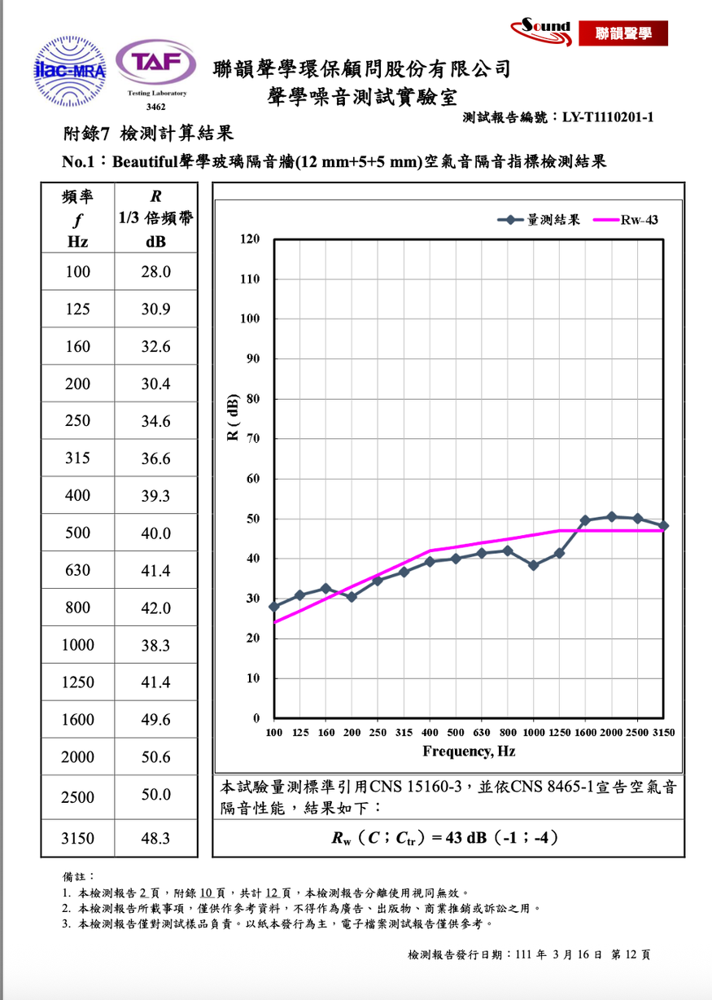 Sound 聯韻聲學
ilac-MRA
TAF
Testing Laboratory
3462
聯韻聲學環保顧問股份有限公司
聲學噪音測試實驗室
測試報告編號：LY-T1110201-1
附錄7 檢測計算結果
No.1：Beautiful聲學玻璃隔音牆(12 mm+5+5 mm)空氣音隔音指標檢測結果
頻率 f Hz R 1/3 倍頻帶 dB
100 28.0
125 30.9
160 32.6
200 30.4
250 34.6
315 36.6
400 39.3
500 40.0
630 41.4
800 42.0
1000 38.3
1250 41.4
1600 49.6
2000 50.6
2500 50.0
3150 48.3
量測結果 Rw-43
120
110
100
90
80
70
60
50
40
30
20
10
0
R ( dB)
100 125 160 200 250 315 400 500 630 800 1000 1250 1600 2000 2500 3150
Frequency, Hz
本試驗量測標準引用CNS 15160-3，並依CNS 8465-1宣告空氣音
隔音性能，結果如下：
Rw（C；Ctr）= 43 dB（-1；-4）
備註：
1. 本檢測報告 2 頁，附錄 10 頁，共計 12 頁，本檢測報告分離使用視同無效。
2. 本檢測報告所載事項，僅供作參考資料，不得作為廣告、出版物、商業推銷或訴訟之用。
3. 本檢測報告僅對測試樣品負責。以紙本發行為主，電子檔案測試報告僅供參考。
檢測報告發行日期：111 年 3 月 16 日 第 12 頁